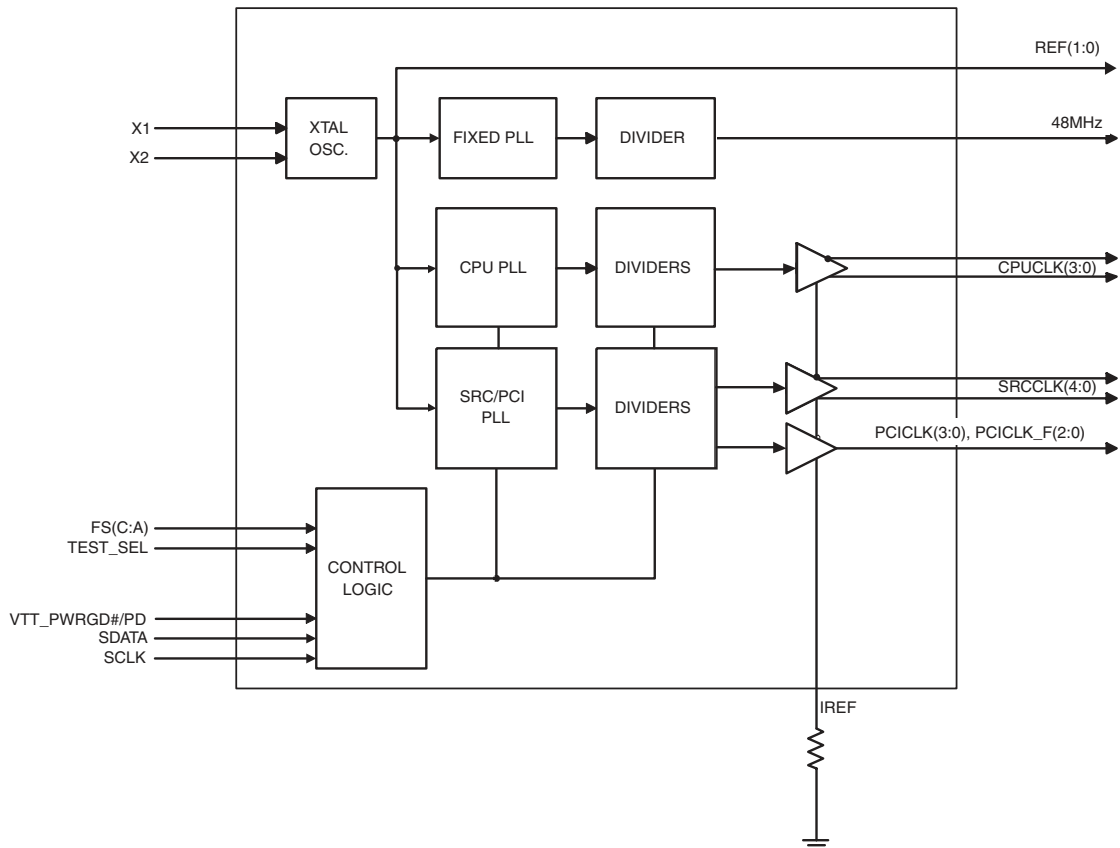 REF(1:0)
X1
X2
XTAL
OSC.
FIXED PLL
DIVIDER
48MHz
CPU PLL
DIVIDERS
CPUCLK(3:0)
SRC/PCI
PLL
DIVIDERS
SRCCLK(4:0)
PCICLK(3:0), PCICLK_F(2:0)
FS(C:A)
TEST_SEL
CONTROL
LOGIC
VTT_PWRGD#/PD
SDATA
SCLK
IREF